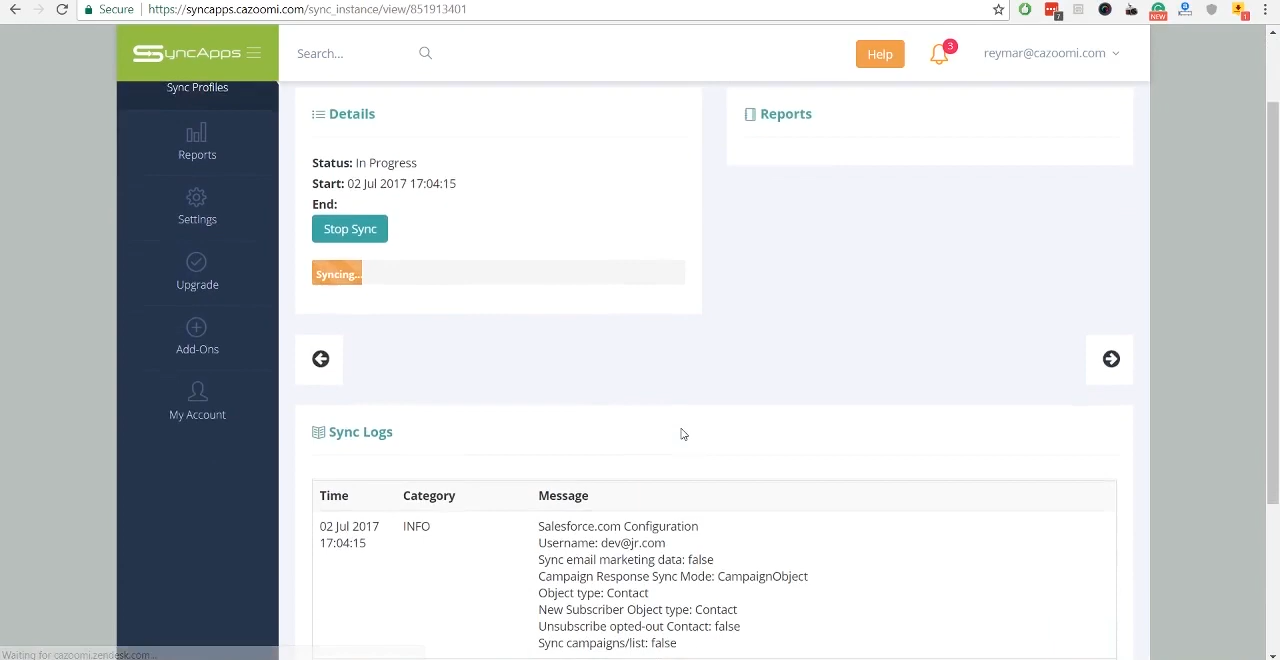 Secure https://syncapps.cazoomi.com/sync_instance/view/851913401
7
NEW
1
SyncApps
Search...
Help
3
reymar@cazoomi.com
Sync Profiles
Reports
Settings
Upgrade
Add-Ons
My Account
Details
Status: In Progress
Start: 02 Jul 2017 17:04:15
End:
Stop Sync
Syncing...
Reports
Sync Logs
Time Category Message
02 Jul 2017 INFO Salesforce.com Configuration
17:04:15 Username: dev@jr.com
Sync email marketing data: false
Campaign Response Sync Mode: CampaignObject
Object type: Contact
New Subscriber Object type: Contact
Unsubscribe opted-out Contact: false
Sync campaigns/list: false
Waiting for cazoomi.zendesk.com...